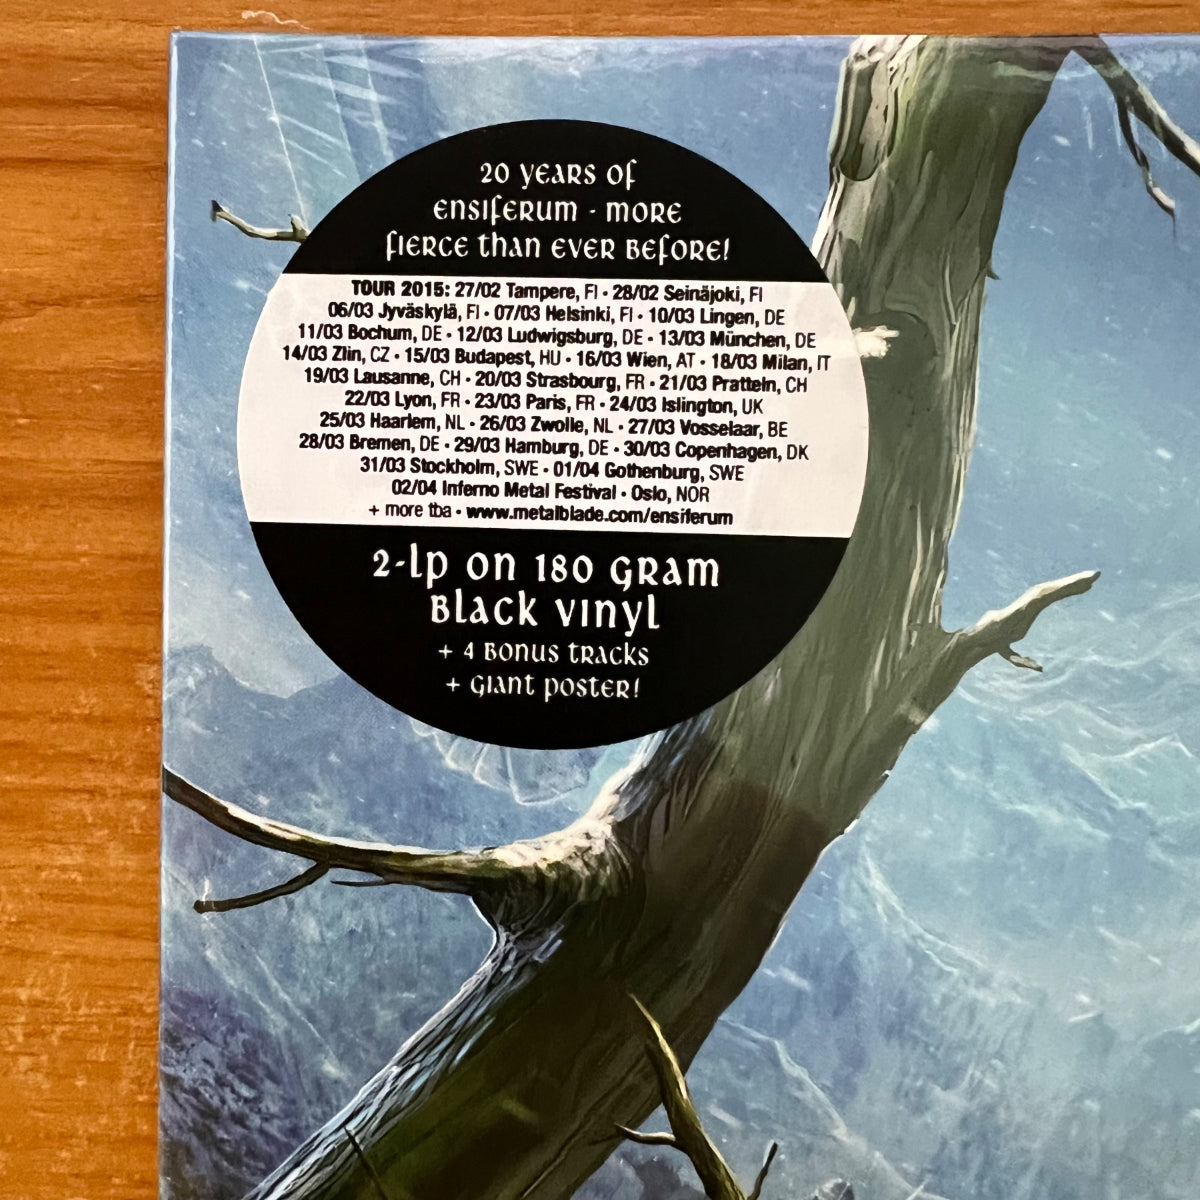 20 years of
Ensiferum - more
fierce than ever before!
TOUR 2015: 27/02 Tampere, FI • 28/02 Seinäjoki, FI
06/03 Jyväskylä, FI • 07/03 Helsinki, FI • 10/03 Lingen, DE
11/03 Bochum, DE • 12/03 Ludwigsburg, DE • 13/03 München, DE
14/03 Zlin, CZ • 15/03 Budapest, HU • 16/03 Wien, AT • 18/03 Milan, IT
19/03 Lausanne, CH • 20/03 Strasbourg, FR • 21/03 Pratteln, CH
22/03 Lyon, FR • 23/03 Paris, FR • 24/03 Islington, UK
25/03 Haarlem, NL • 26/03 Zwolle, NL • 27/03 Vosselaar, BE
28/03 Bremen, DE • 29/03 Hamburg, DE • 30/03 Copenhagen, DK
31/03 Stockholm, SWE • 01/04 Gothenburg, SWE
02/04 Inferno Metal Festival • Oslo, NOR
+ more tba • www.metalblade.com/ensiferum
2-LP on 180 gram
black vinyl
+ 4 bonus tracks
+ giant poster!